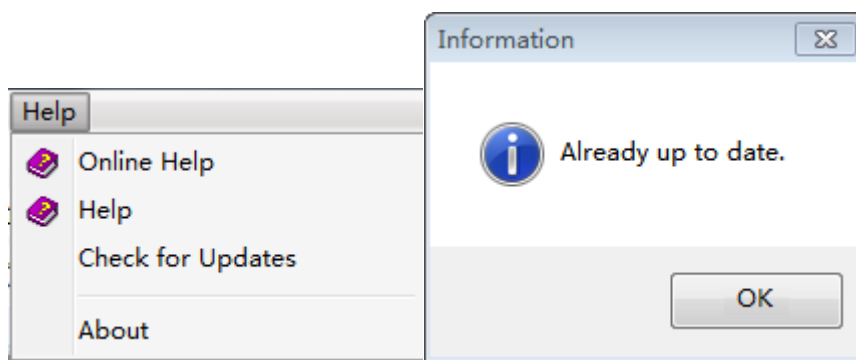 Help
Online Help
Help
Check for Updates
About
Information
Already up to date.
OK